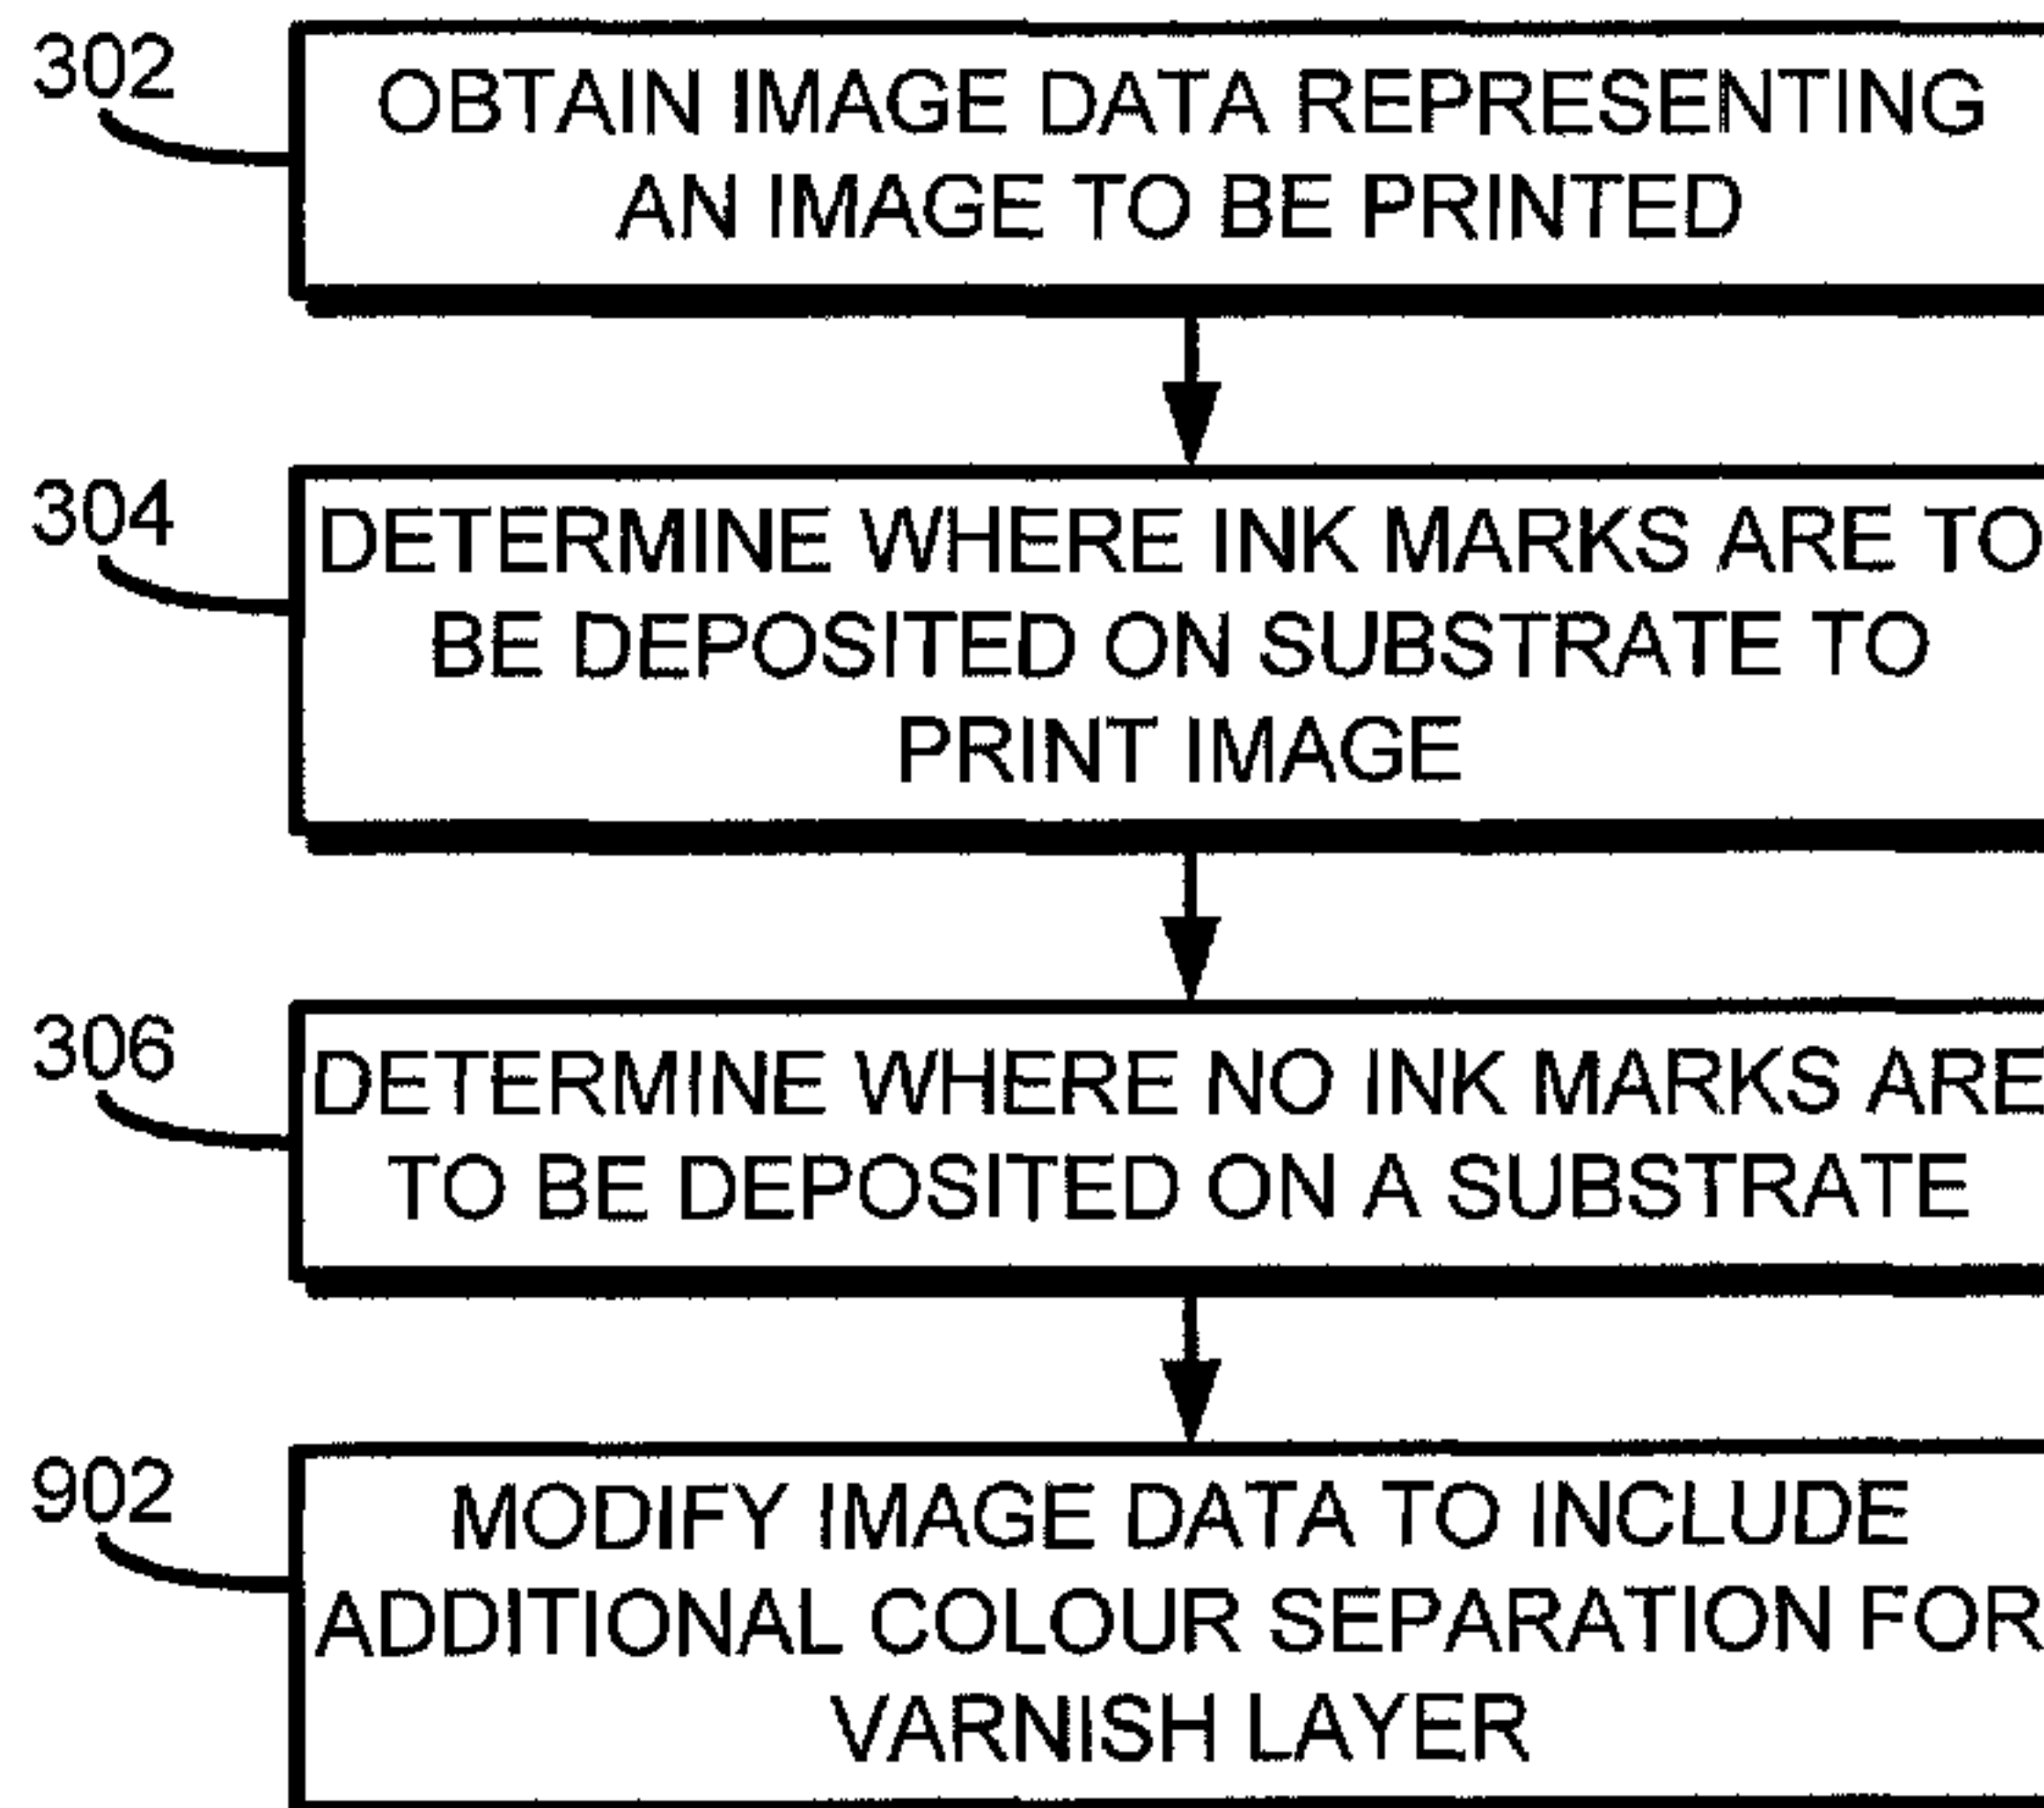 302
OBTAIN IMAGE DATA REPRESENTING
AN IMAGE TO BE PRINTED
304
DETERMINE WHERE INK MARKS ARE TO
BE DEPOSITED ON SUBSTRATE TO
PRINT IMAGE
306
DETERMINE WHERE NO INK MARKS ARE
TO BE DEPOSITED ON A SUBSTRATE
902
MODIFY IMAGE DATA TO INCLUDE
ADDITIONAL COLOUR SEPARATION FOR
VARNISH LAYER